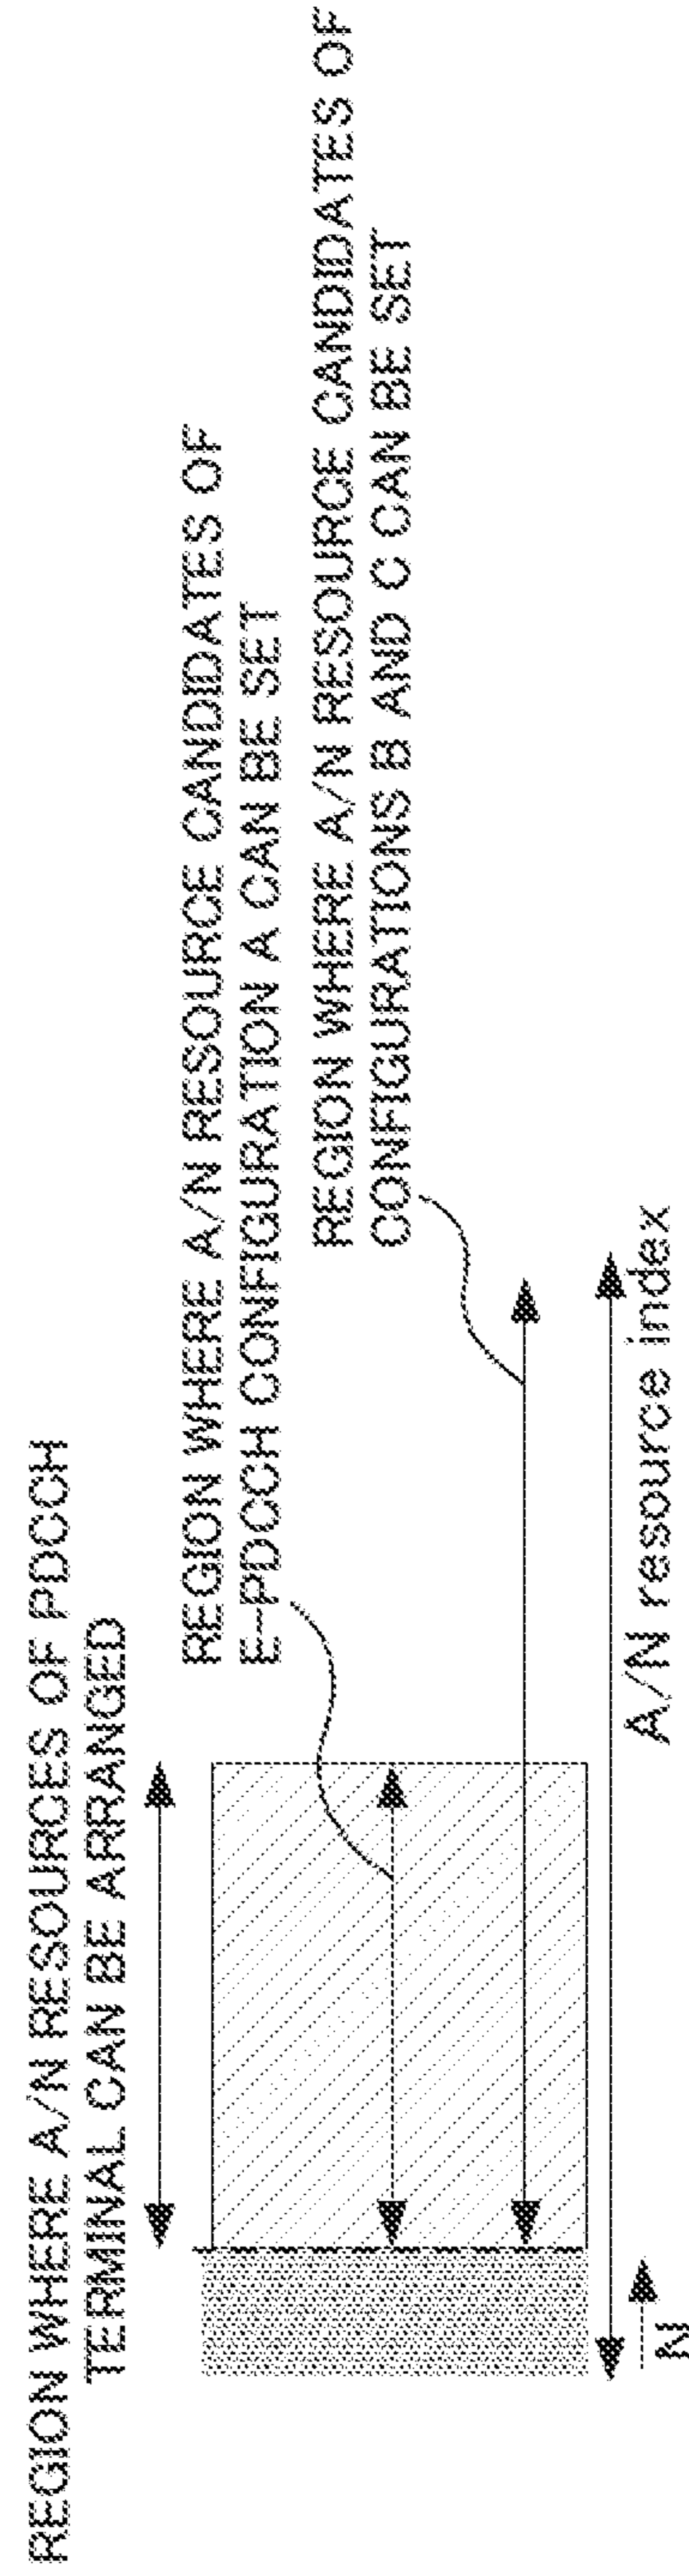 REGION WHERE A/N RESOURCES OF PDCCH
TERMINAL CAN BE ARRANGED
REGION WHERE A/N RESOURCE CANDIDATES OF
E-PDCCH CONFIGURATION A CAN BE SET
REGION WHERE A/N RESOURCE CANDIDATES OF
CONFIGURATIONS B AND C CAN BE SET
A/N resource index
N